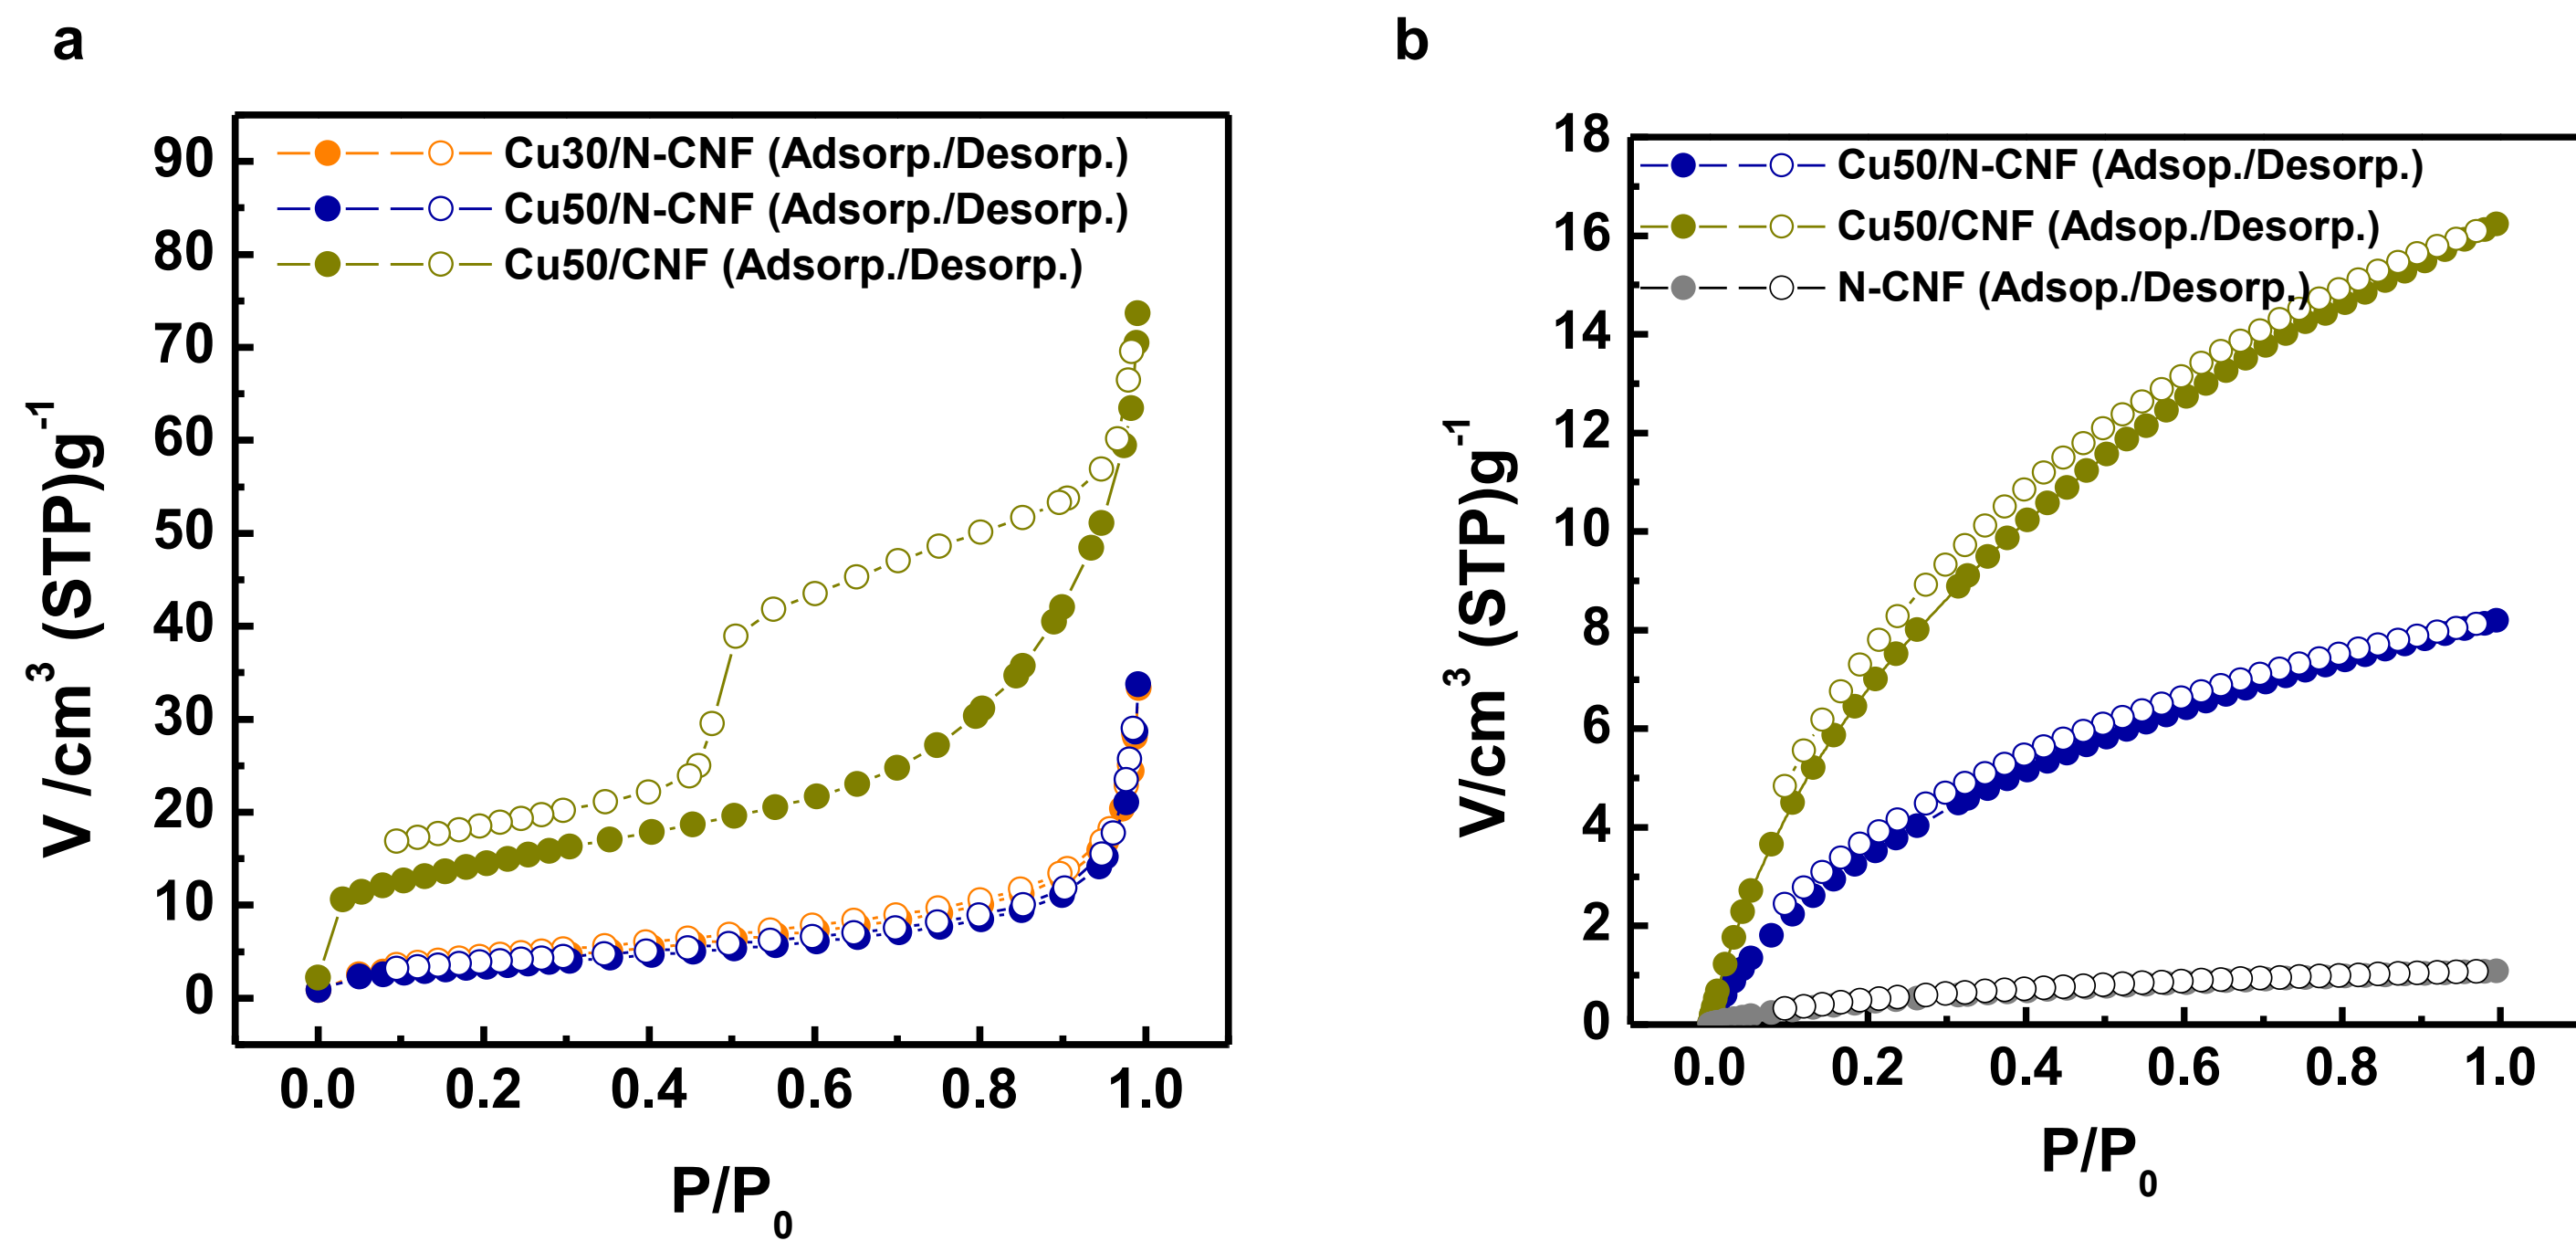 a
90
80
70
60
50
40
30
20
10
0
V /cm³ (STP)g⁻¹
Cu30/N-CNF (Adsorp./Desorp.)
Cu50/N-CNF (Adsorp./Desorp.)
Cu50/CNF (Adsorp./Desorp.)
0.0 0.2 0.4 0.6 0.8 1.0
P/P₀
b
18
16
14
12
10
8
6
4
2
0
V/cm³ (STP)g⁻¹
Cu50/N-CNF (Adsop./Desorp.)
Cu50/CNF (Adsop./Desorp.)
N-CNF (Adsop./Desorp.)
0.0 0.2 0.4 0.6 0.8 1.0
P/P₀